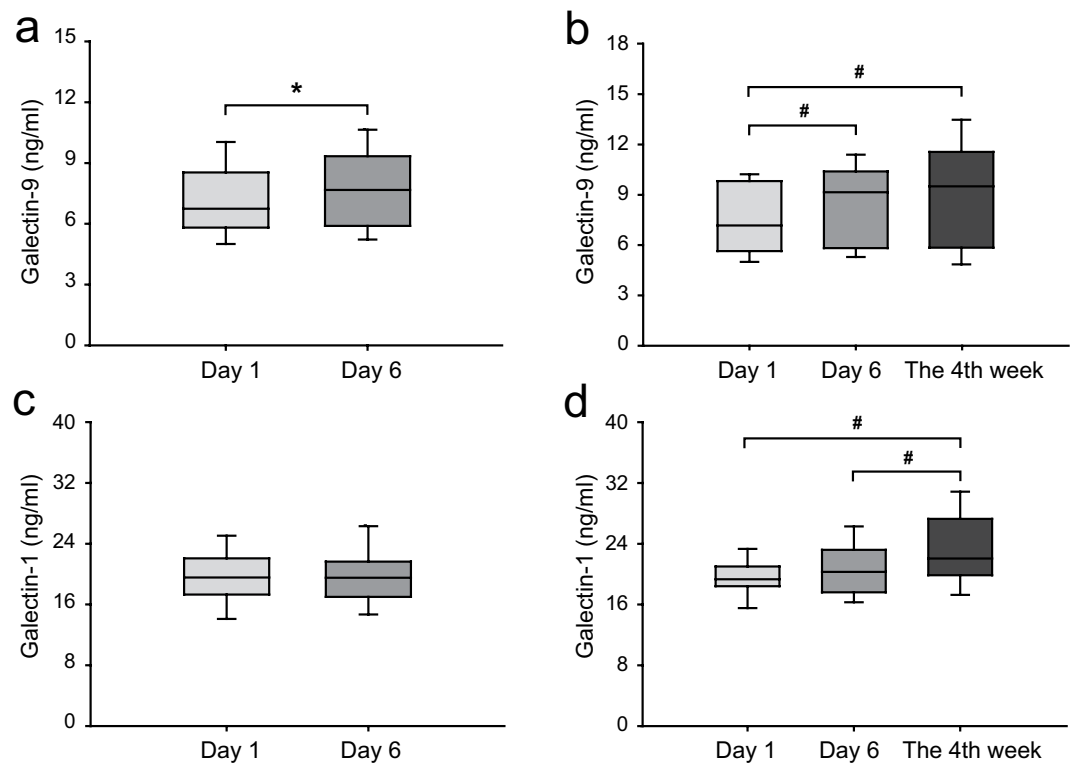 a
Galectin-9 (ng/ml)
15
12
9
6
3
0
*
Day 1 Day 6
b
Galectin-9 (ng/ml)
18
15
12
9
6
3
0
#
#
Day 1 Day 6 The 4th week
c
Galectin-1 (ng/ml)
40
32
24
16
8
0
Day 1 Day 6
d
Galectin-1 (ng/ml)
40
32
24
16
8
0
#
#
Day 1 Day 6 The 4th week